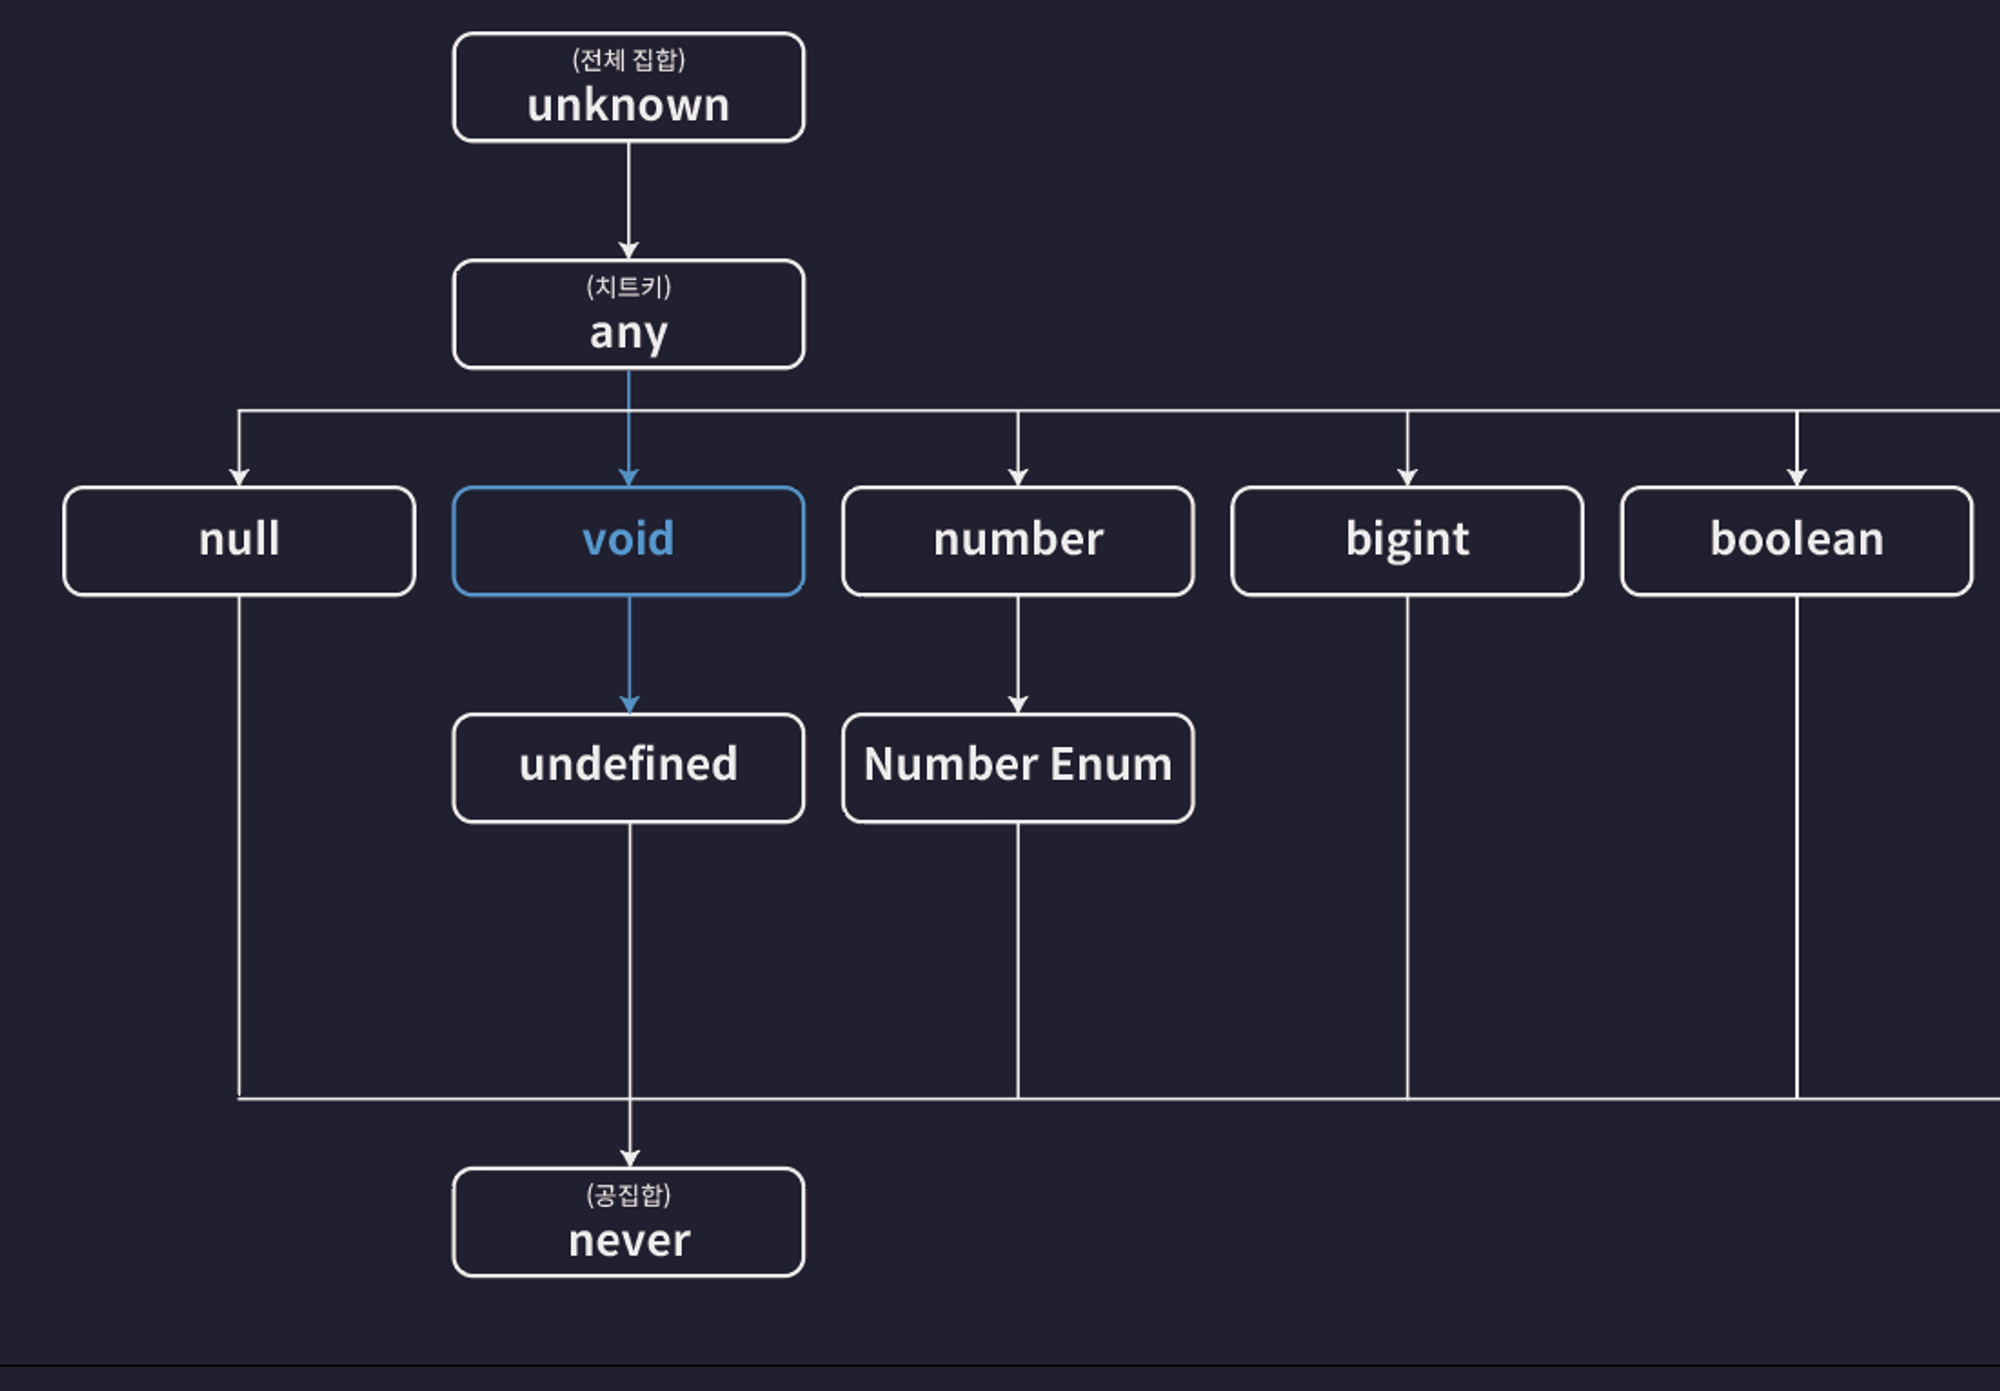 (전체 집합)
unknown
(치트키)
any
null
void
number
bigint
boolean
undefined
Number Enum
(공집합)
never